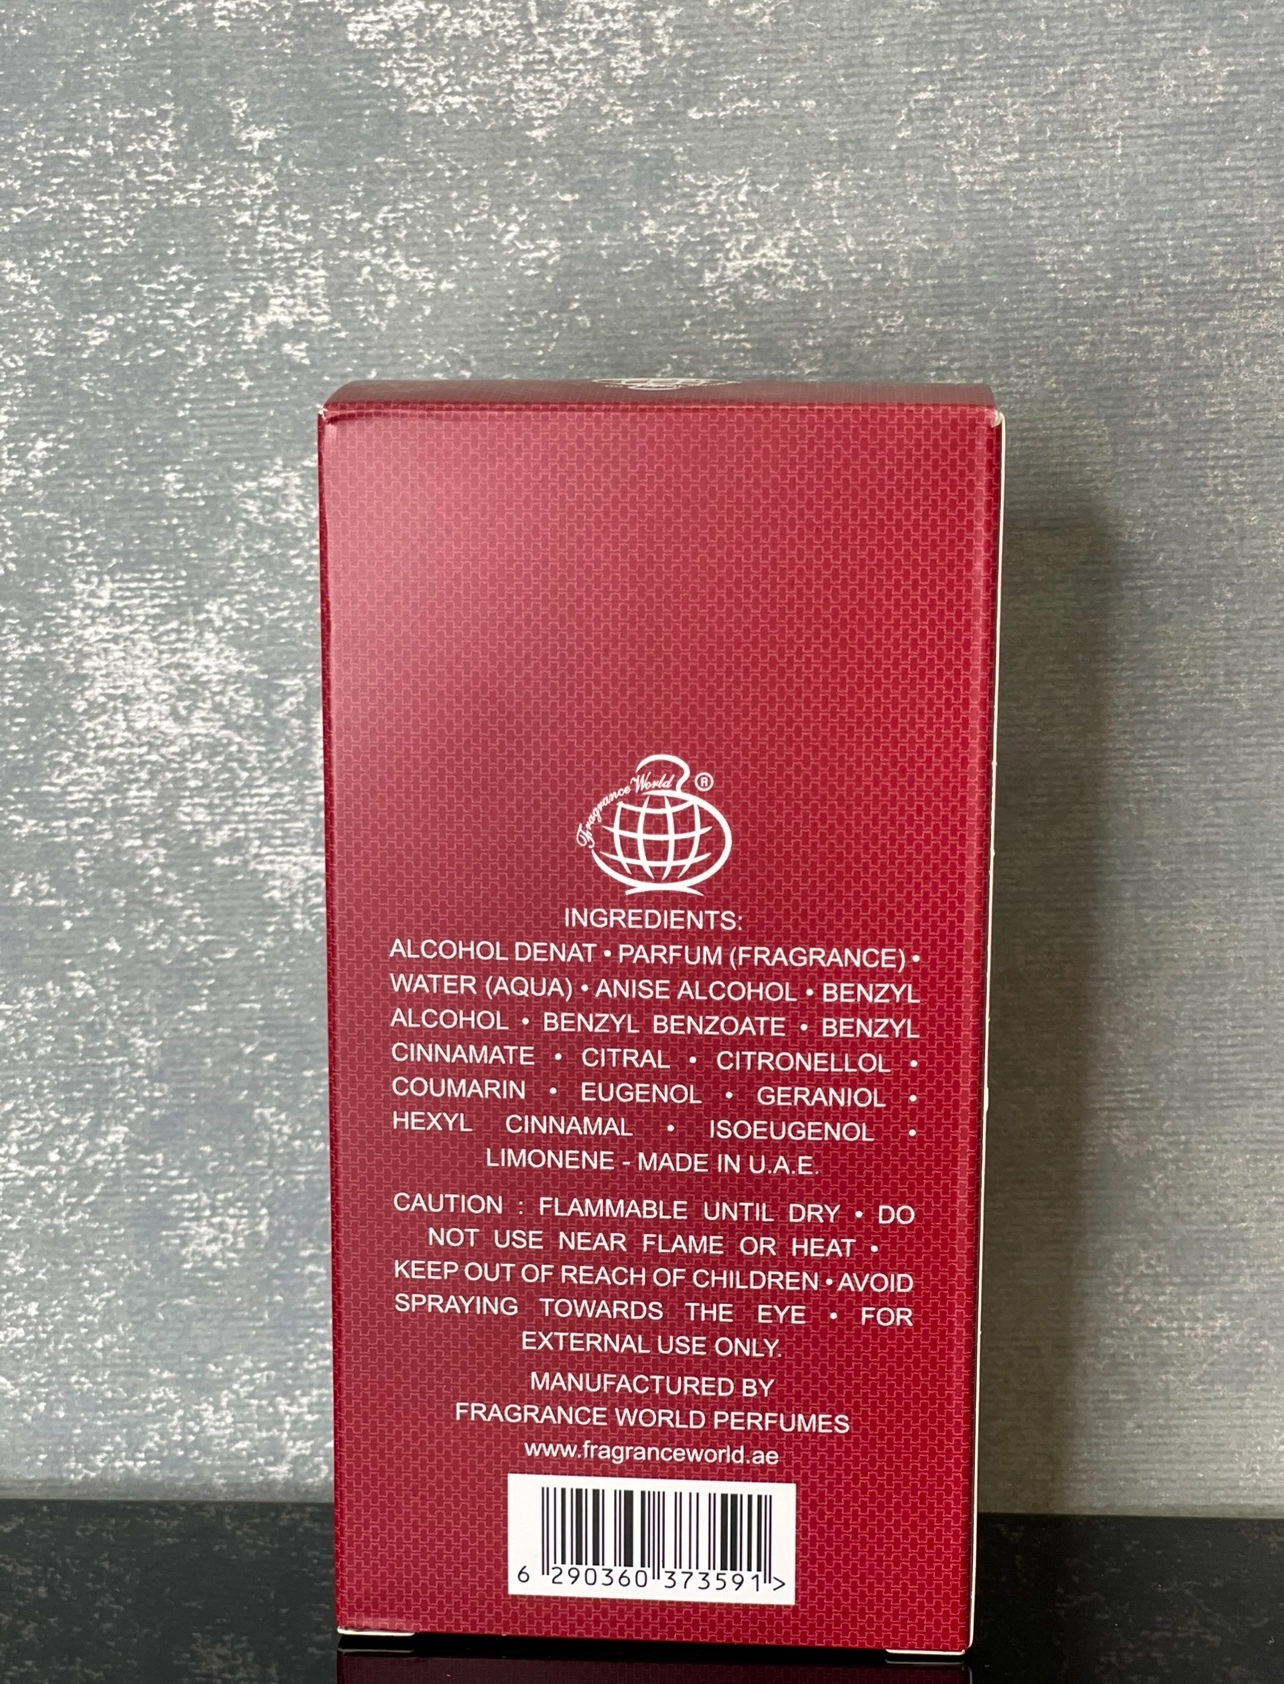 Fragrance World ®
INGREDIENTS:
ALCOHOL DENAT • PARFUM (FRAGRANCE) •
WATER (AQUA) • ANISE ALCOHOL • BENZYL
ALCOHOL • BENZYL BENZOATE • BENZYL
CINNAMATE • CITRAL • CITRONELLOL •
COUMARIN • EUGENOL • GERANIOL •
HEXYL CINNAMAL • ISOEUGENOL •
LIMONENE - MADE IN U.A.E.
CAUTION : FLAMMABLE UNTIL DRY • DO
NOT USE NEAR FLAME OR HEAT •
KEEP OUT OF REACH OF CHILDREN • AVOID
SPRAYING TOWARDS THE EYE • FOR
EXTERNAL USE ONLY.
MANUFACTURED BY
FRAGRANCE WORLD PERFUMES
www.fragranceworld.ae
6 290360 373591 >